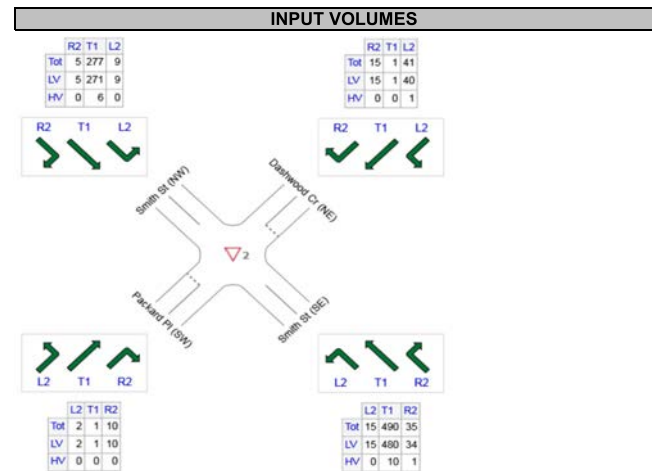 INPUT VOLUMES
R2 T1 L2
Tot 5 277 9
LV 5 271 9
HV 0 6 0
R2 T1 L2
Tot 15 1 41
LV 15 1 40
HV 0 0 1
R2 T1 L2
R2 T1 L2
Smith St (NW)
Dashwood Cr (NE)
2
Packard Pl (SW)
Smith St (SE)
L2 T1 R2
L2 T1 R2
L2 T1 R2
Tot 2 1 10
LV 2 1 10
HV 0 0 0
L2 T1 R2
Tot 15 490 35
LV 15 480 34
HV 0 10 1